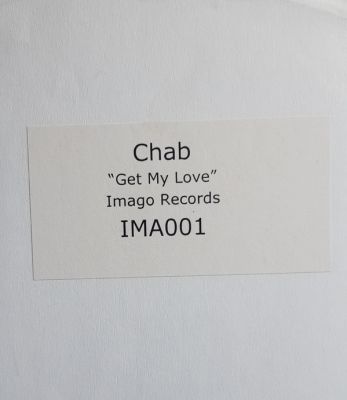 Chab
“Get My Love”
Imago Records
IMA001